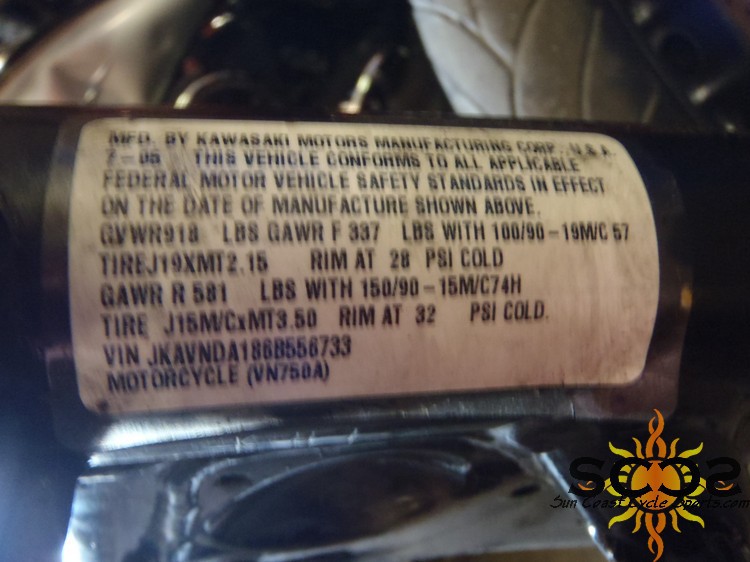 MFD. BY KAWASAKI MOTORS MANUFACTURING CORP., U.S.A.
7-05 THIS VEHICLE CONFORMS TO ALL APPLICABLE
FEDERAL MOTOR VEHICLE SAFETY STANDARDS IN EFFECT
ON THE DATE OF MANUFACTURE SHOWN ABOVE.
GVWR918 LBS GAWR F 337 LBS WITH 100/90-19M/C 57
TIREJ19XMT2.15 RIM AT 28 PSI COLD
GAWR R 581 LBS WITH 150/90-15M/C74H
TIRE J15M/CxMT3.50 RIM AT 32 PSI COLD.
VIN JKAVNDA186B556733
MOTORCYCLE (VN750A)
SCCS
Sun Coast Cycle Sports.com